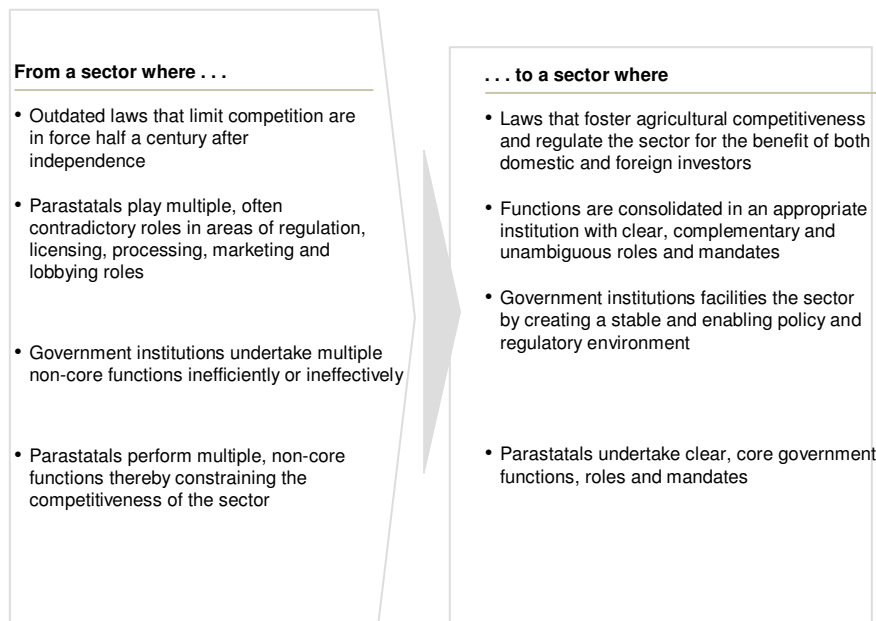 From a sector where . . .
• Outdated laws that limit competition are
in force half a century after
independence
• Parastatals play multiple, often
contradictory roles in areas of regulation,
licensing, processing, marketing and
lobbying roles
• Government institutions undertake multiple
non-core functions inefficiently or ineffectively
• Parastatals perform multiple, non-core
functions thereby constraining the
competitiveness of the sector
. . . to a sector where
• Laws that foster agricultural competitiveness
and regulate the sector for the benefit of both
domestic and foreign investors
• Functions are consolidated in an appropriate
institution with clear, complementary and
unambiguous roles and mandates
• Government institutions facilities the sector
by creating a stable and enabling policy and
regulatory environment
• Parastatals undertake clear, core government
functions, roles and mandates